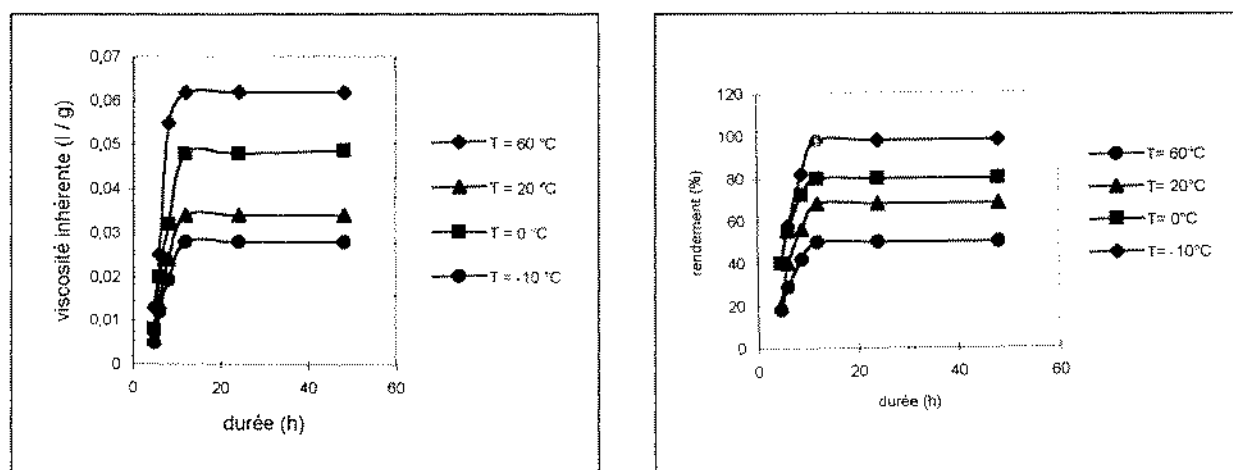 0,07
0,06
0,05
0,04
0,03
0,02
0,01
0
viscosité inhérente (l / g)
0 20 40 60
durée (h)
T = 60 °C
T = 20 °C
T = 0 °C
T = -10 °C
120
100
80
60
40
20
0
rendement (%)
0 20 40 60
durée (h)
T= 60°C
T= 20°C
T= 0°C
T= -10°C